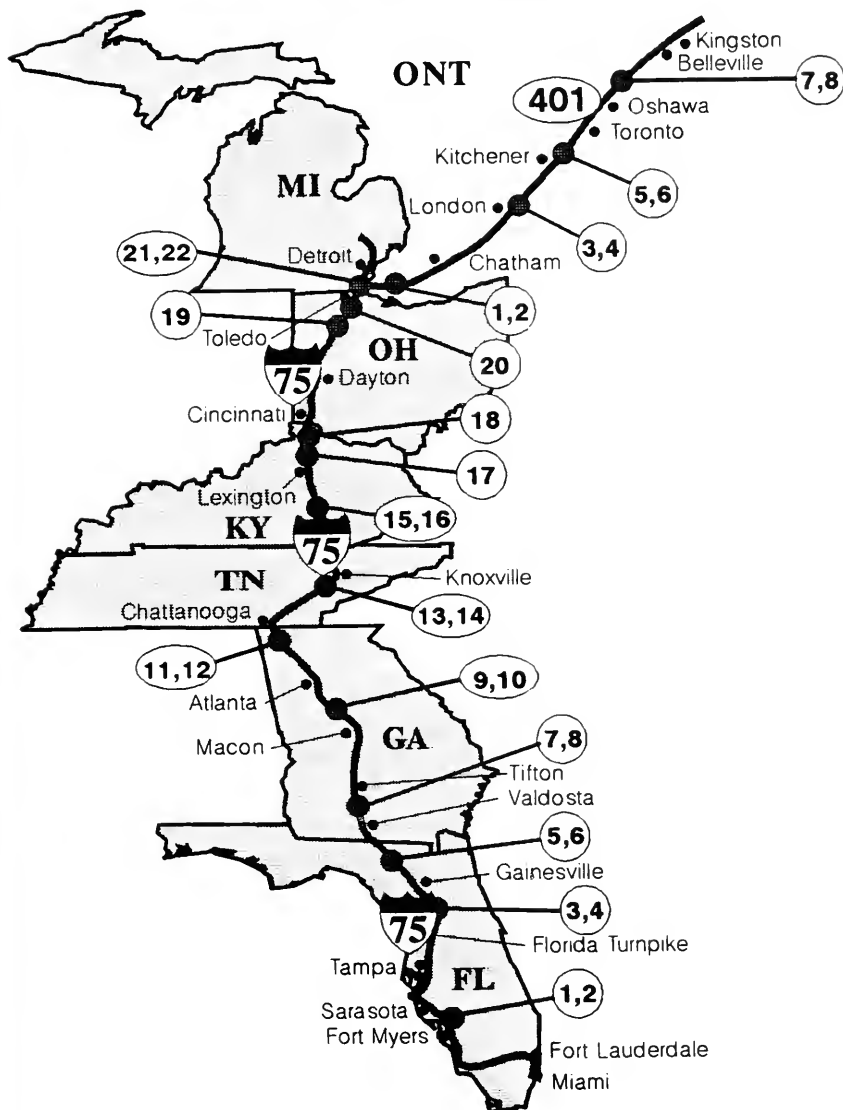 Kingston
Belleville
ONT
7,8
401
Oshawa
Toronto
Kitchener
5,6
MI
London
3,4
21,22
Detroit
Chatham
1,2
19
Toledo
OH
20
75
Dayton
Cincinnati
18
17
Lexington
15,16
KY
75
TN
Knoxville
Chattanooga
13,14
11,12
9,10
Atlanta
Macon
GA
7,8
Tifton
Valdosta
5,6
Gainesville
3,4
75
Florida Turnpike
Tampa
FL
1,2
Sarasota
Fort Myers
Fort Lauderdale
Miami